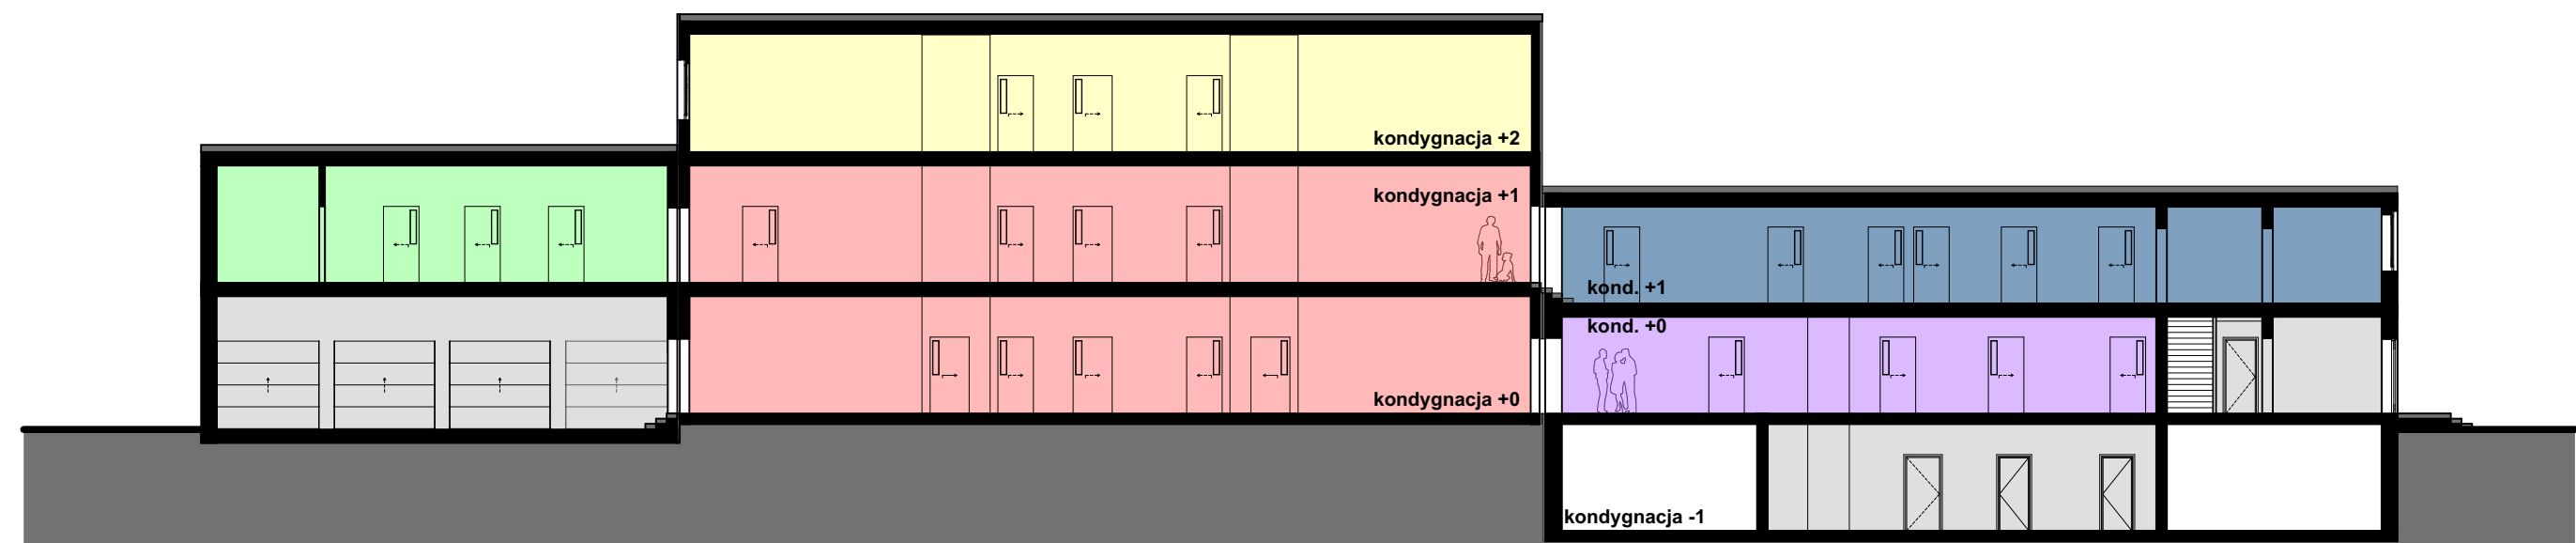 kondygnacja +2
kondygnacja +1
kond. +1
kond. +0
kondygnacja +0
kondygnacja -1